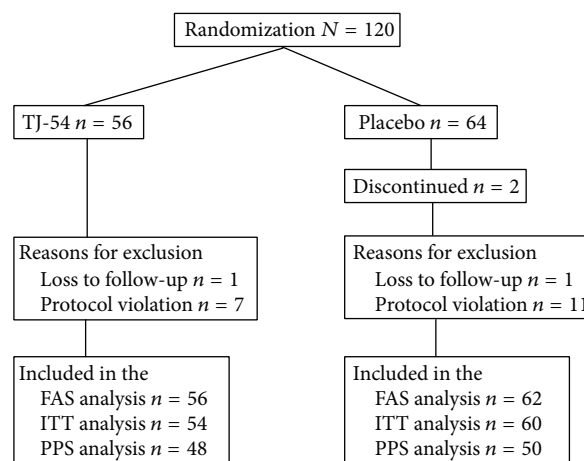 Randomization N = 120
TJ-54 n = 56
Placebo n = 64
Discontinued n = 2
Reasons for exclusion
Loss to follow-up n = 1
Protocol violation n = 7
Reasons for exclusion
Loss to follow-up n = 1
Protocol violation n = 11
Included in the
FAS analysis n = 56
ITT analysis n = 54
PPS analysis n = 48
Included in the
FAS analysis n = 62
ITT analysis n = 60
PPS analysis n = 50